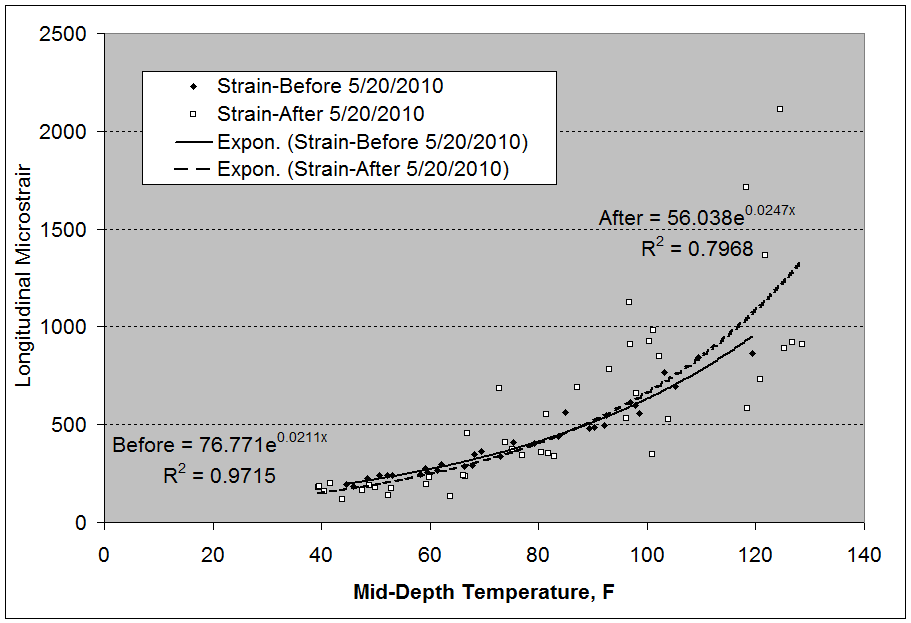 2500
2000
1500
1000
500
0
Longitudinal Microstrair
Strain-Before 5/20/2010
Strain-After 5/20/2010
Expon. (Strain-Before 5/20/2010)
Expon. (Strain-After 5/20/2010)
After = 56.038e^0.0247x
R² = 0.7968
Before = 76.771e^0.0211x
R² = 0.9715
0 20 40 60 80 100 120 140
Mid-Depth Temperature, F